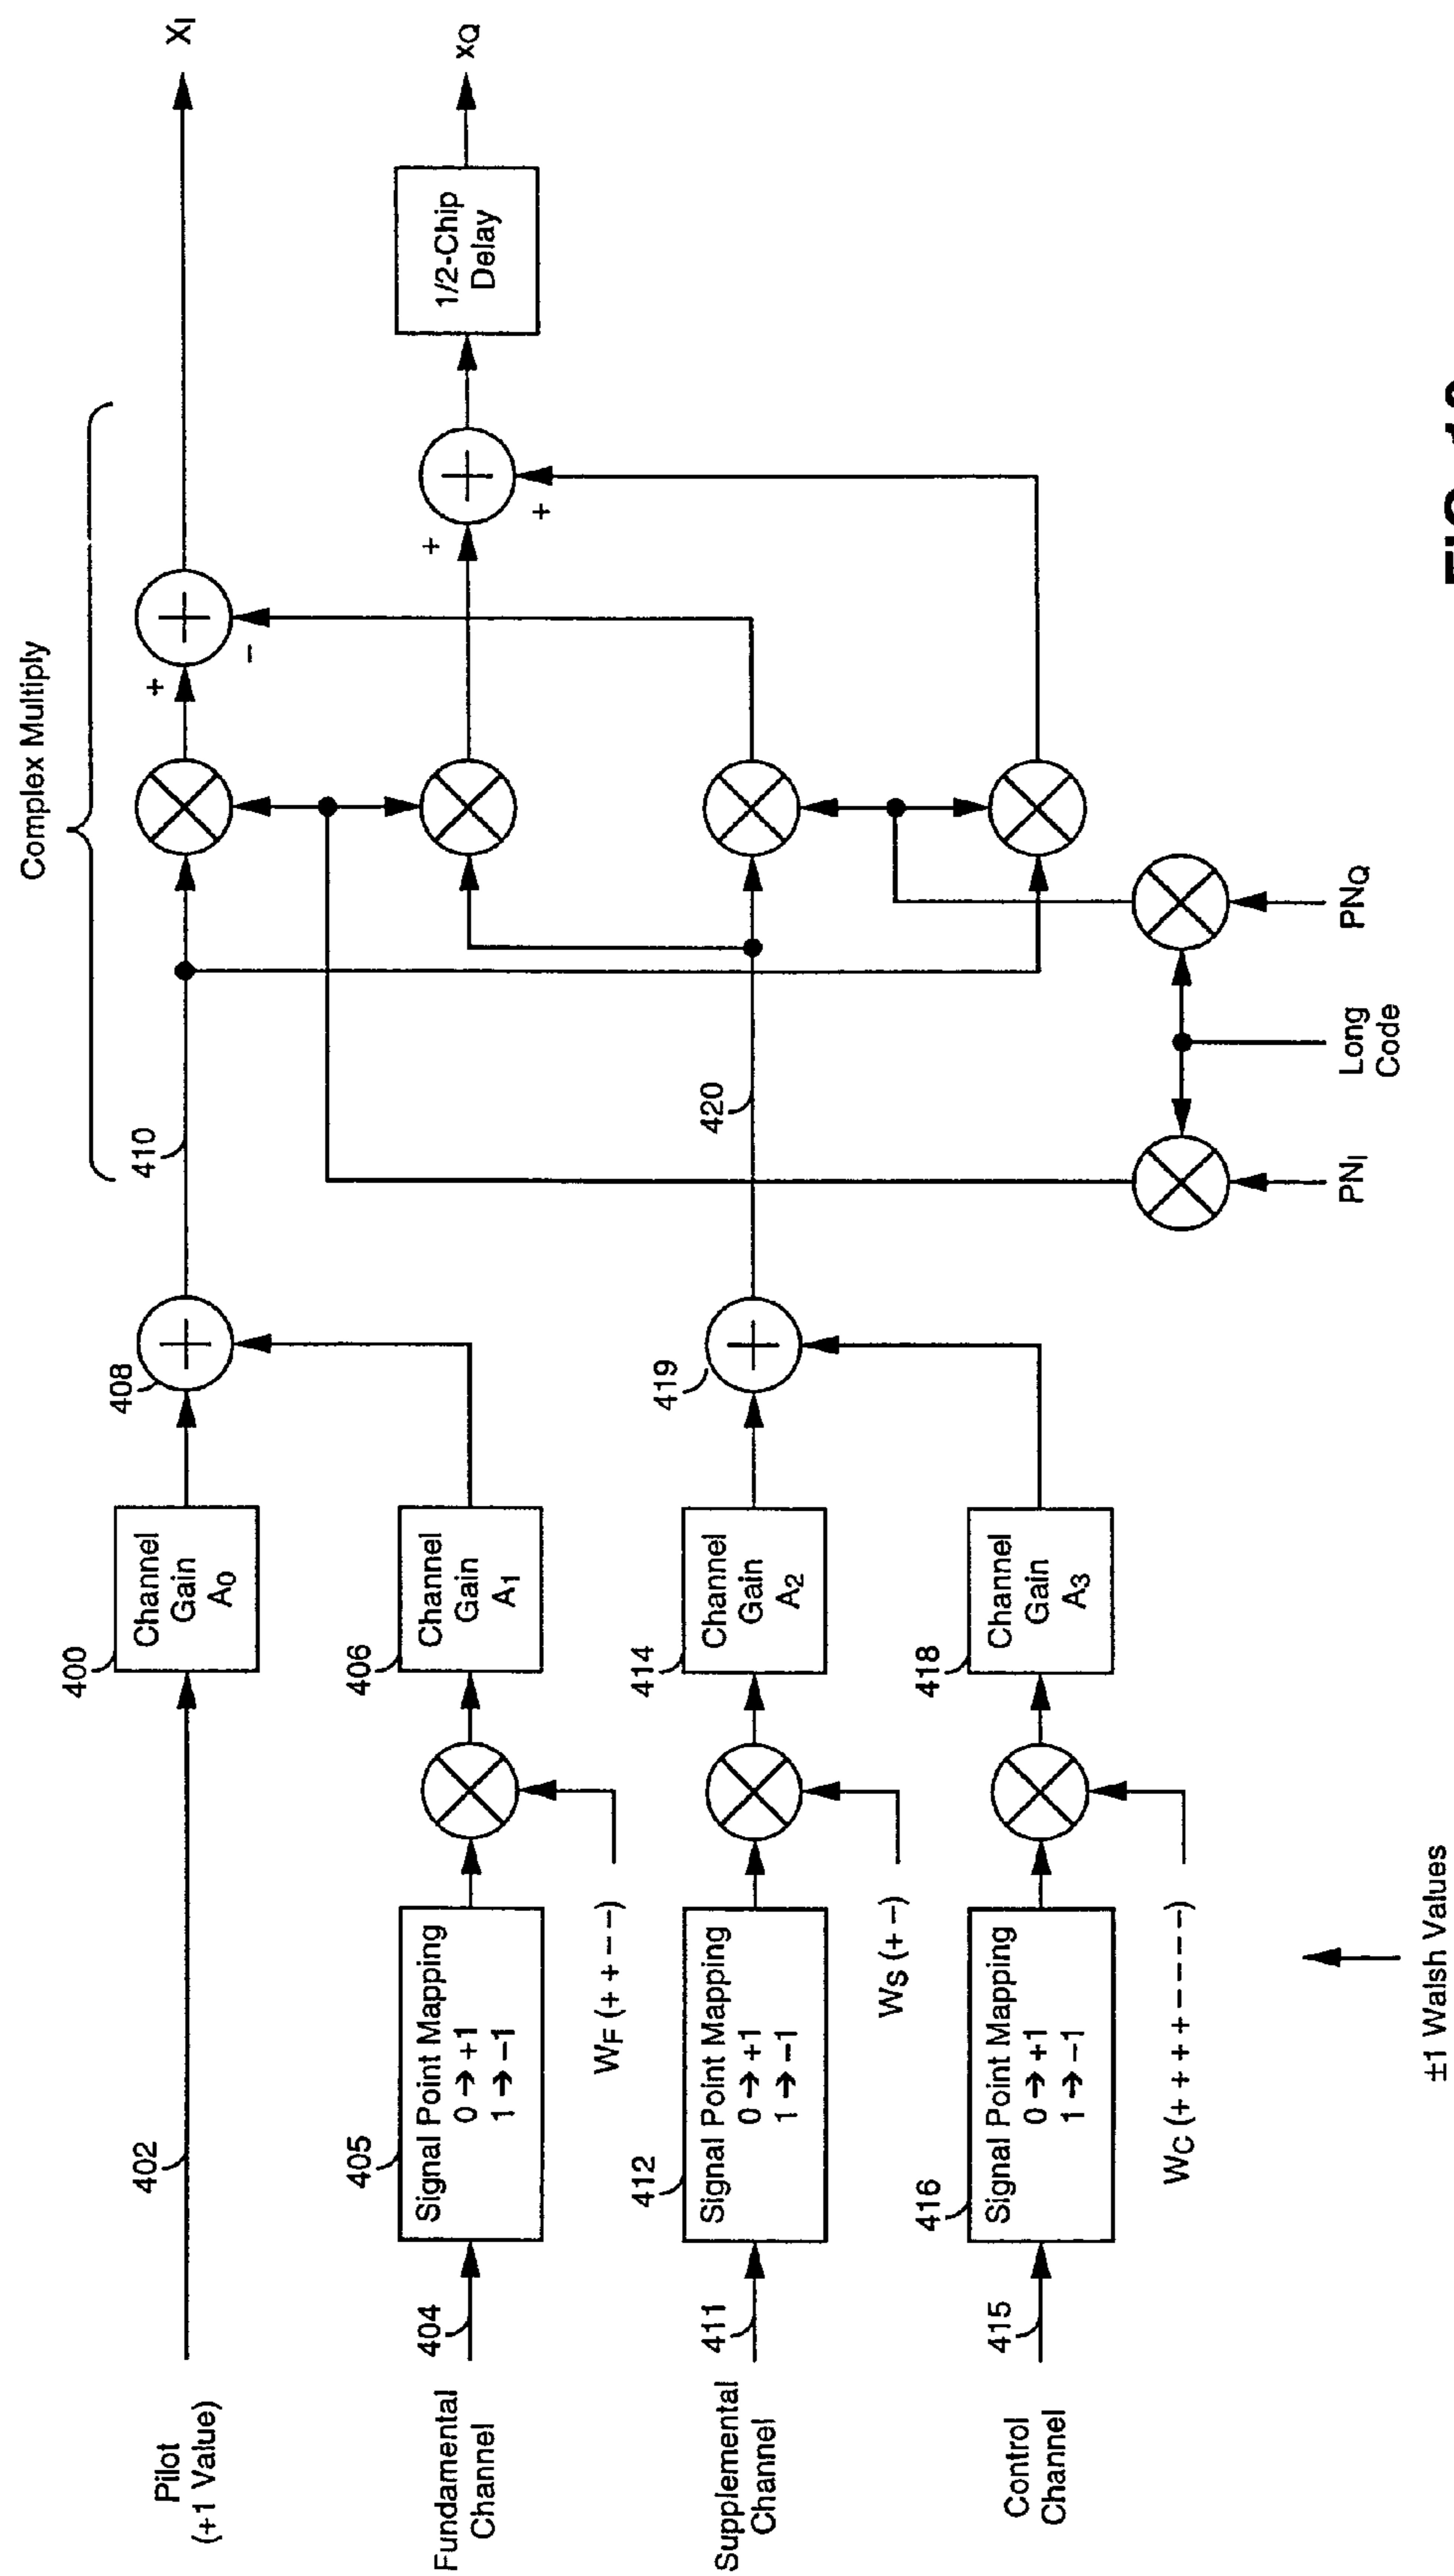 Pilot
(+1 Value)
402
400
Channel
Gain
A0
408
410
Complex Multiply
+
−
XI
Fundamental
Channel
404
405
Signal Point Mapping
0 → +1
1 → −1
WF (+ + − −)
406
Channel
Gain
A1
+
+
1/2-Chip
Delay
XQ
Supplemental
Channel
411
412
Signal Point Mapping
0 → +1
1 → −1
WS (+ −)
414
Channel
Gain
A2
419
420
Control
Channel
415
416
Signal Point Mapping
0 → +1
1 → −1
WC (+ + + + − − − −)
418
Channel
Gain
A3
PNI
Long
Code
PNQ
±1 Walsh Values